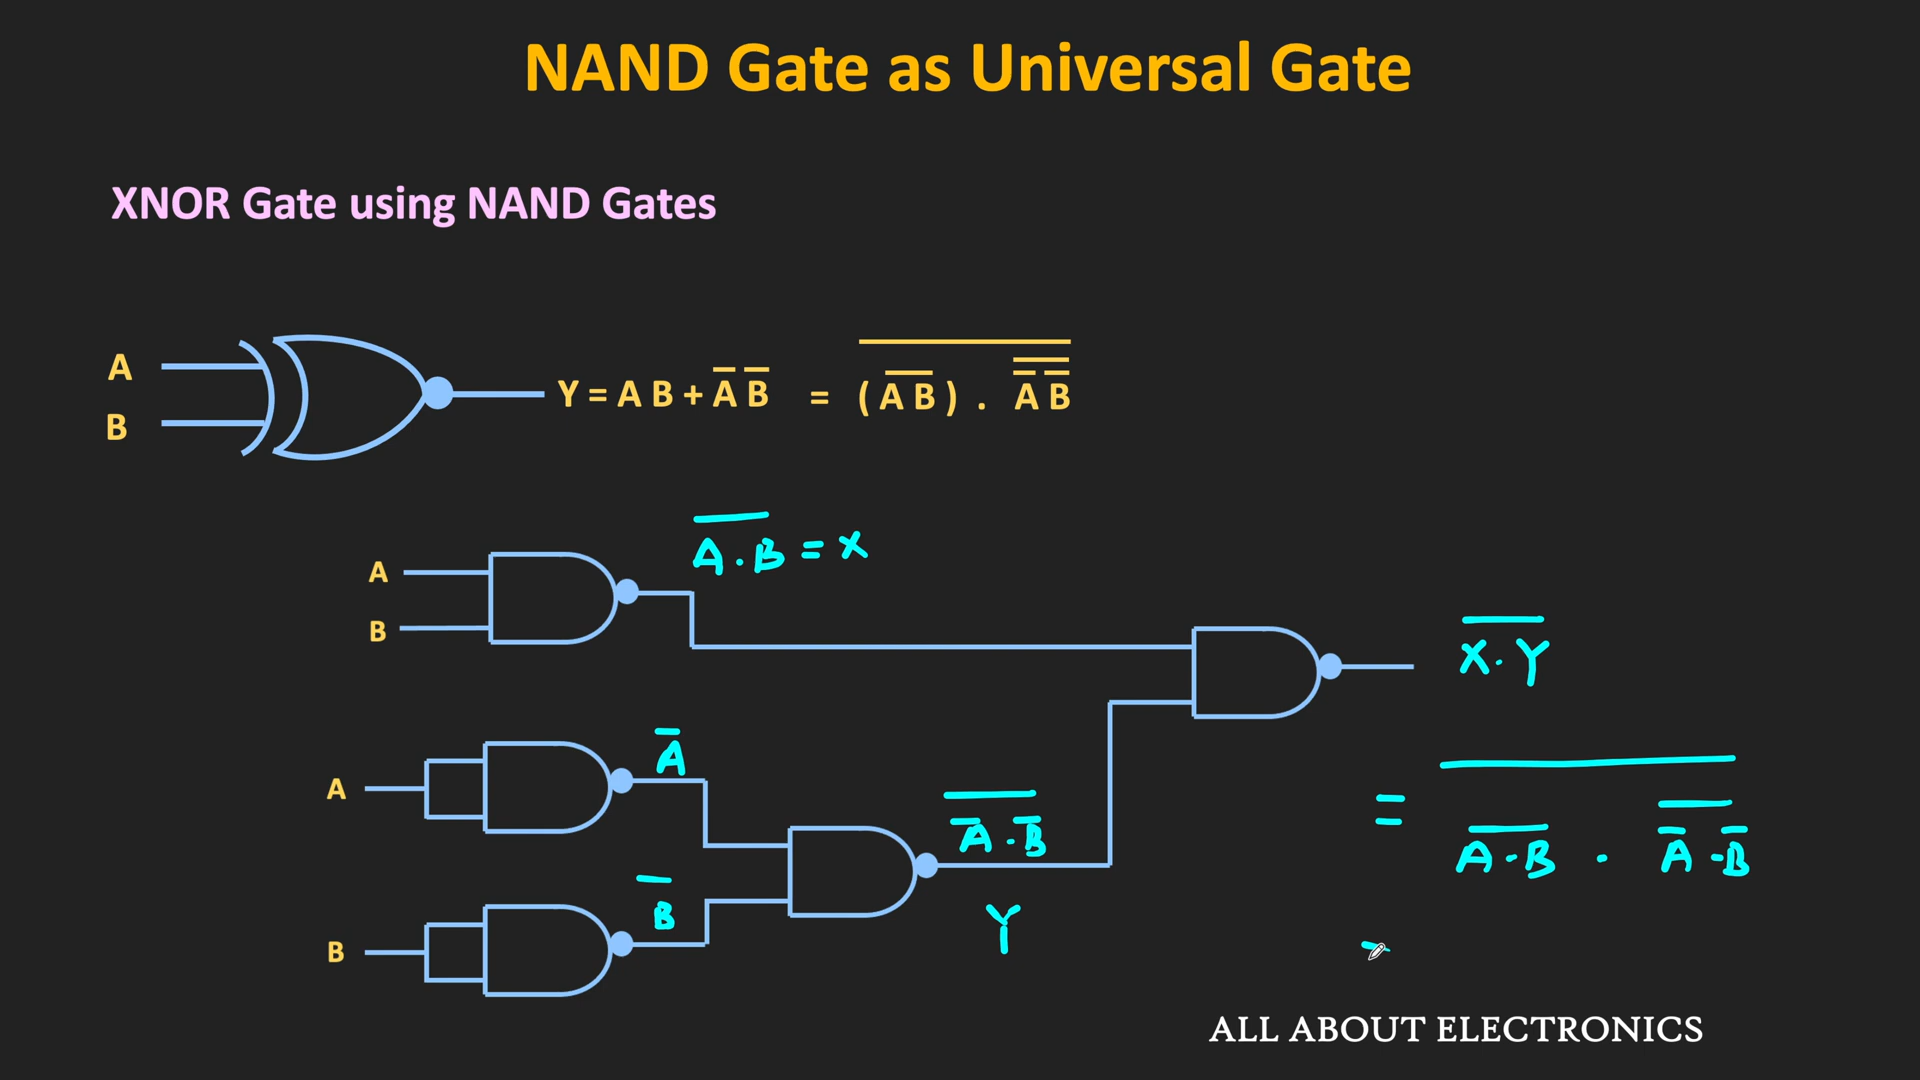 NAND Gate as Universal Gate
XNOR Gate using NAND Gates
A
B
Y = A B + A̅ B̅ = ( A̅B̅ ) . A̿ B̿
A
B
A̅.̅B̅ = X
X̅.̅Y̅
A
A̅
= A̅.̅B̅ . A̿.̅B̿
A̿.̅B̿
B̅
Y
B
=
ALL ABOUT ELECTRONICS